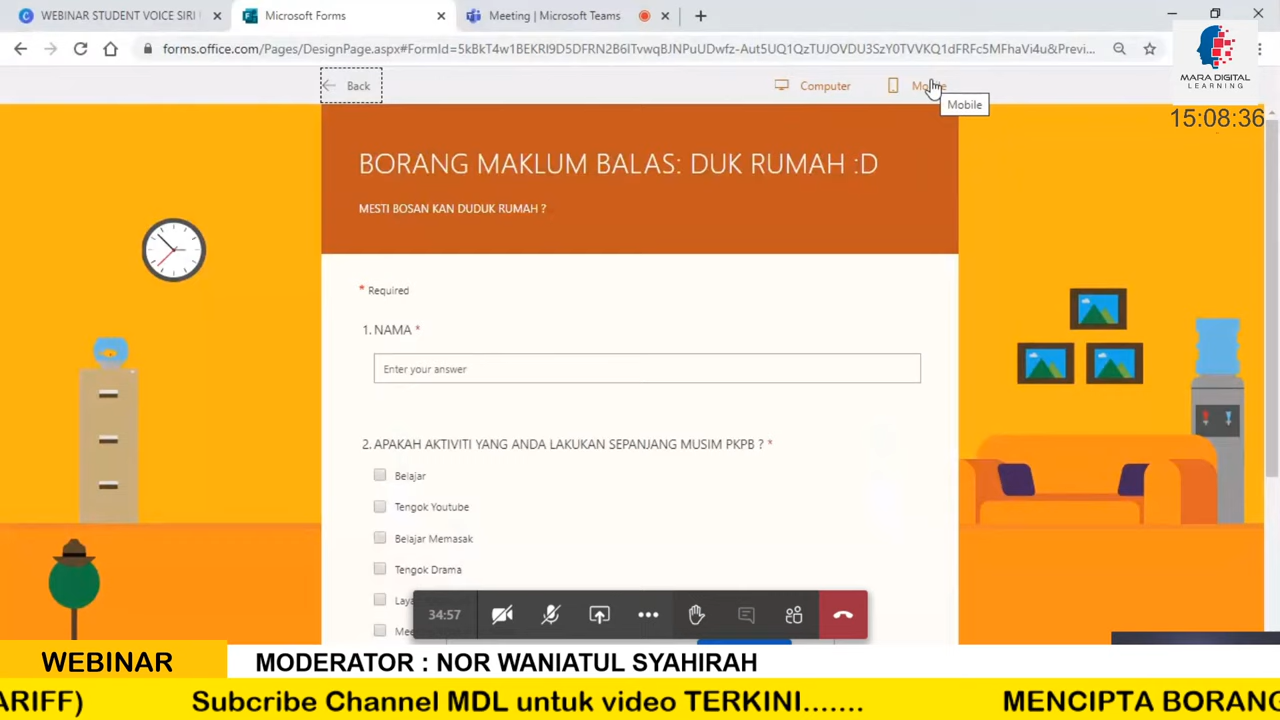 WEBINAR STUDENT VOICE SIRI
Microsoft Forms
Meeting | Microsoft Teams
forms.office.com/Pages/DesignPage.aspx#FormId=5kBkT4w1BEKRI9D5DFRN2B6ITvwqBJNPuUDwfz-Aut5UQ1QzTUJOVDU3SzY0TVVKQ1dFRFc5MFhaVi4u&Previ...
MARA DIGITAL
LEARNING
Back
Computer
Mobile
Mobile
15:08:36
BORANG MAKLUM BALAS: DUK RUMAH :D
MESTI BOSAN KAN DUDUK RUMAH ?
* Required
1. NAMA *
Enter your answer
2. APAKAH AKTIVITI YANG ANDA LAKUKAN SEPANJANG MUSIM PKPB ? *
Belajar
Tengok Youtube
Belajar Memasak
Tengok Drama
34:57
WEBINAR
MODERATOR : NOR WANIATUL SYAHIRAH
ARIFF) Subcribe Channel MDL untuk video TERKINI....... MENCIPTA BORANG